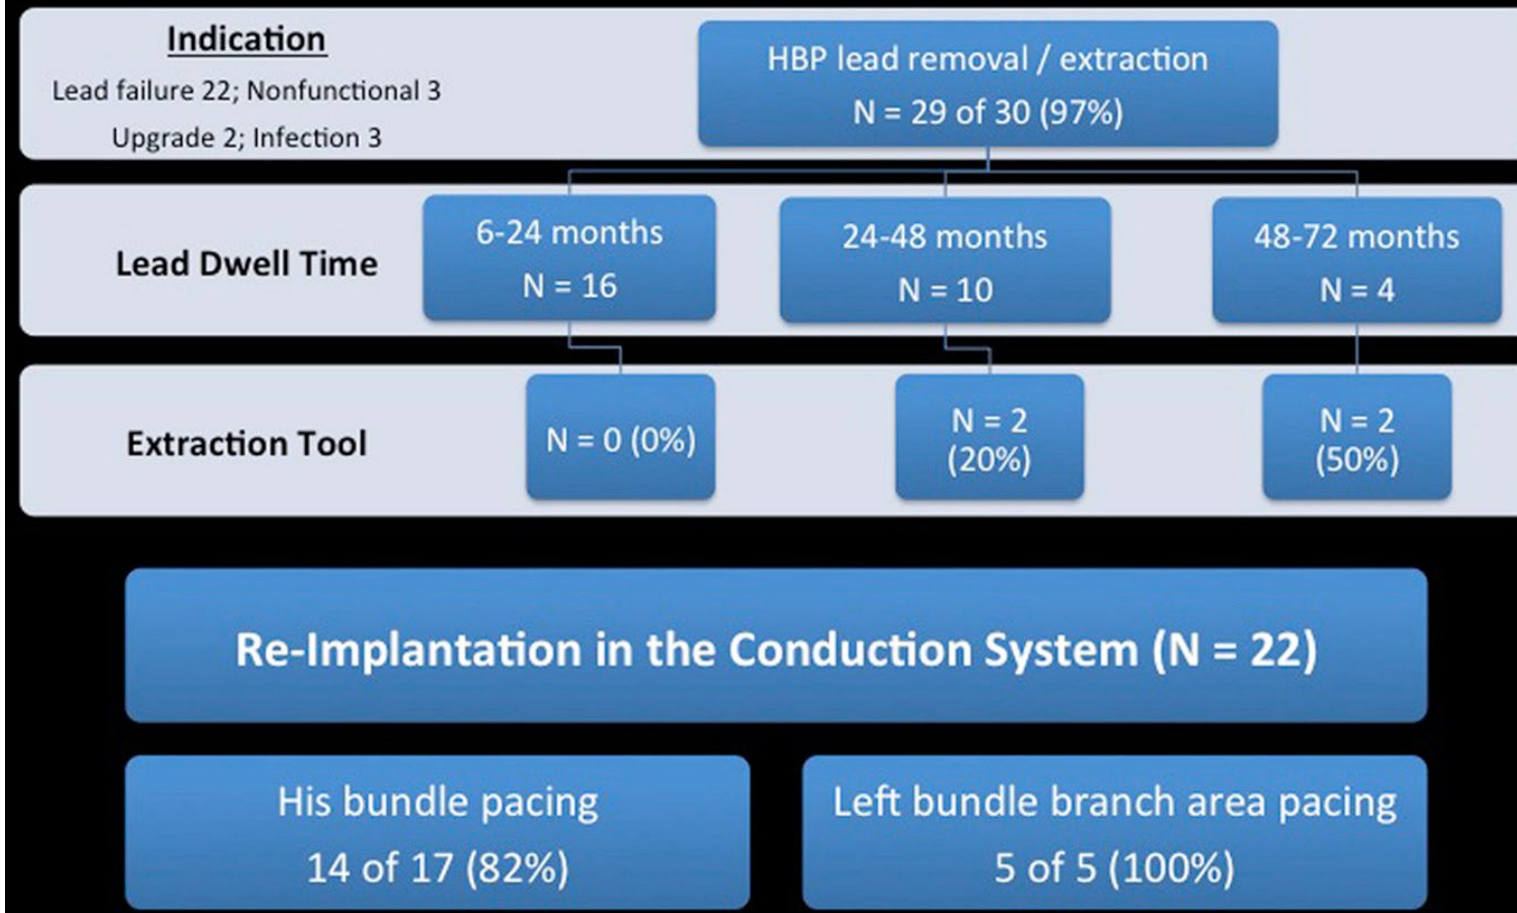 Indication
Lead failure 22; Nonfunctional 3
Upgrade 2; Infection 3
HBP lead removal / extraction
N = 29 of 30 (97%)
Lead Dwell Time
6-24 months
N = 16
24-48 months
N = 10
48-72 months
N = 4
Extraction Tool
N = 0 (0%)
N = 2
(20%)
N = 2
(50%)
Re-Implantation in the Conduction System (N = 22)
His bundle pacing
14 of 17 (82%)
Left bundle branch area pacing
5 of 5 (100%)